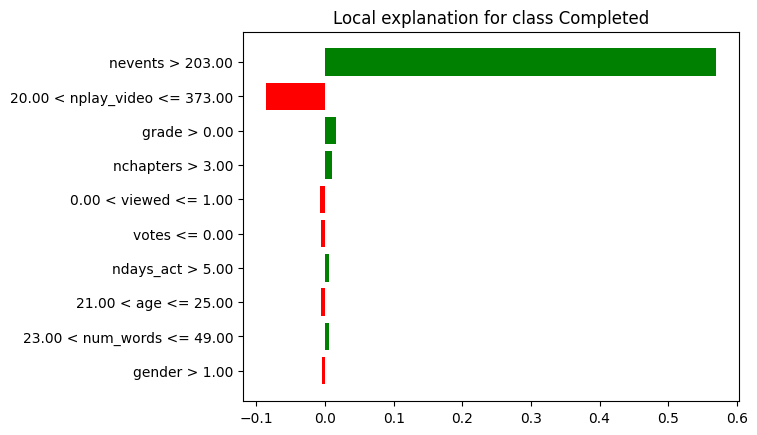 Local explanation for class Completed
nevents > 203.00
20.00 < nplay_video <= 373.00
grade > 0.00
nchapters > 3.00
0.00 < viewed <= 1.00
votes <= 0.00
ndays_act > 5.00
21.00 < age <= 25.00
23.00 < num_words <= 49.00
gender > 1.00
−0.1 0.0 0.1 0.2 0.3 0.4 0.5 0.6